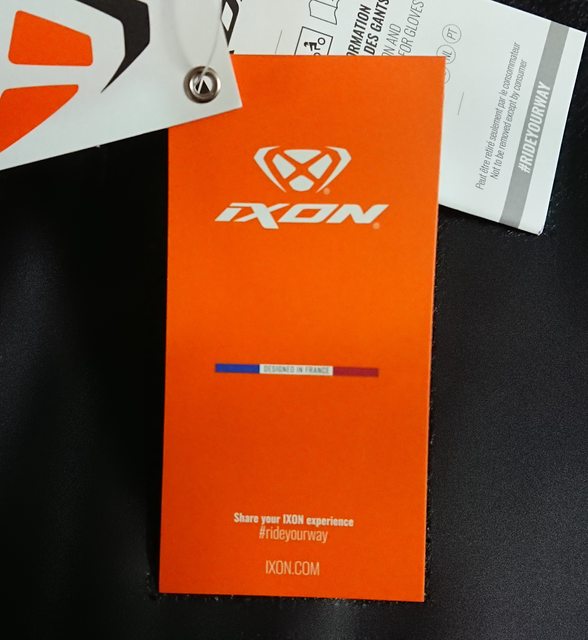 IXON
DESIGNED IN FRANCE
Share your IXON experience
#rideyourway
IXON.COM
DES GANTS
FOR GLOVES
PT
Peut être retiré seulement par le consommateur
Not to be removed except by consumer
#RIDEYOURWAY